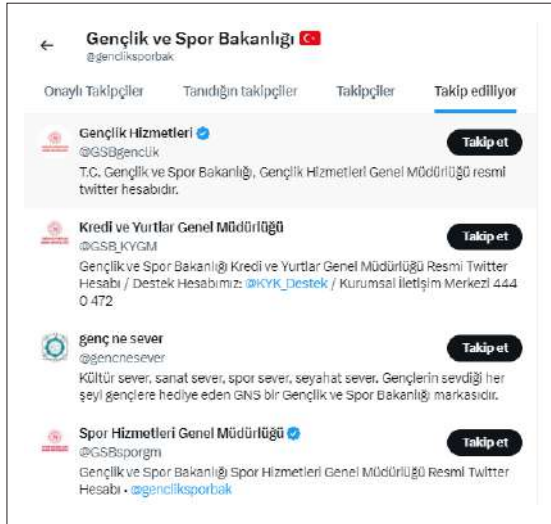 Gençlik ve Spor Bakanlığı
@gencliksporbak
Onaylı Takipçiler Tanıdığın takipçiler Takipçiler Takip ediliyor
Gençlik Hizmetleri
@GSBgenclik
Takip et
T.C. Gençlik ve Spor Bakanlığı, Gençlik Hizmetleri Genel Müdürlüğü resmi
twitter hesabıdır.
Kredi ve Yurtlar Genel Müdürlüğü
@GSB_KYGM
Takip et
Gençlik ve Spor Bakanlığı Kredi ve Yurtlar Genel Müdürlüğü Resmi Twitter
Hesabı / Destek Hesabımız: @KYK_Destek / Kurumsal İletişim Merkezi 444
0 472
genç ne sever
@gencnesever
Takip et
Kültür sever, sanat sever, spor sever, seyahat sever. Gençlerin sevdiği her
şeyi gençlere hediye eden GNS bir Gençlik ve Spor Bakanlığı markasıdır.
Spor Hizmetleri Genel Müdürlüğü
@GSBsporgm
Takip et
Gençlik ve Spor Bakanlığı Spor Hizmetleri Genel Müdürlüğü Resmi Twitter
Hesabı • @gencliksporbak